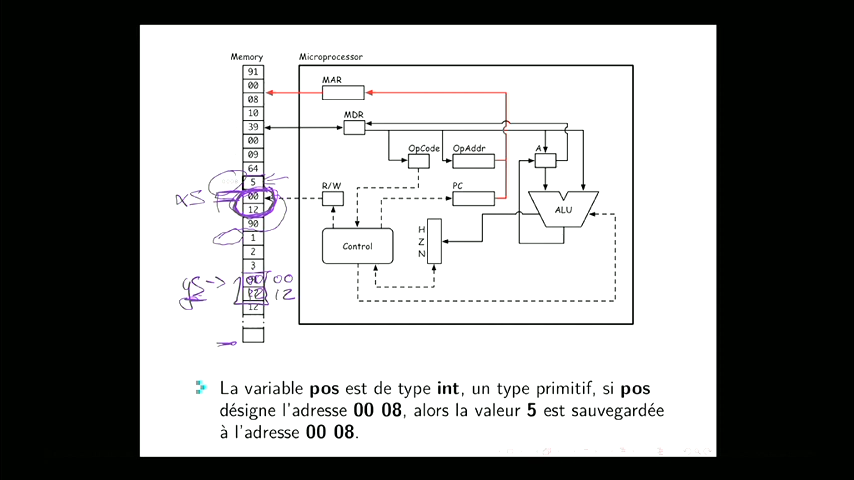 Memory
Microprocessor
91
00
08
10
39
00
09
64
5
00
12
90
1
2
3
12
MAR
MDR
OpCode
OpAddr
A
R/W
PC
ALU
Control
H
Z
N
00
12
La variable pos est de type int, un type primitif, si pos
désigne l'adresse 00 08, alors la valeur 5 est sauvegardée
à l'adresse 00 08.